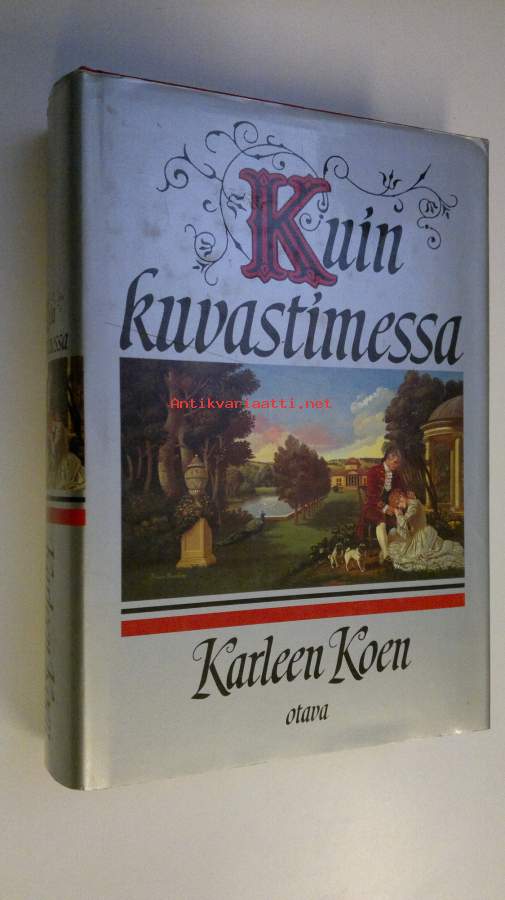 Kuin
kuvastimessa
Antikvariaatti.net
Karleen Koen
otava